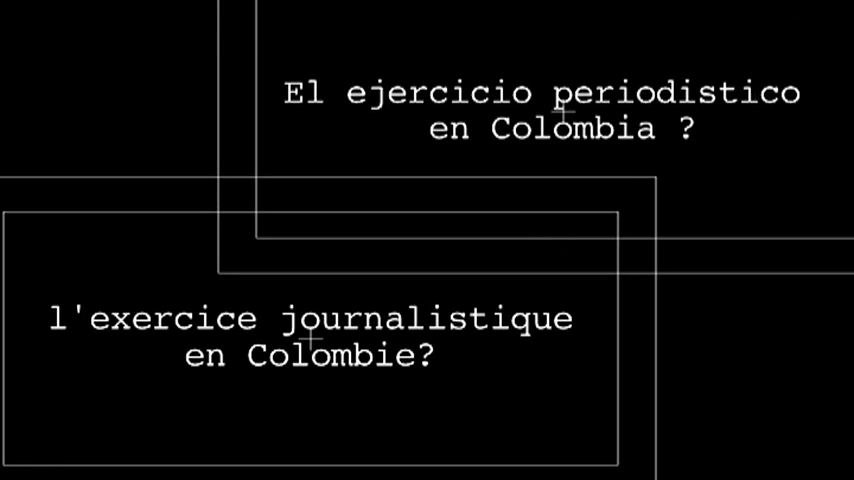 El ejercicio periodistico
en Colombia ?
l'exercice journalistique
en Colombie?